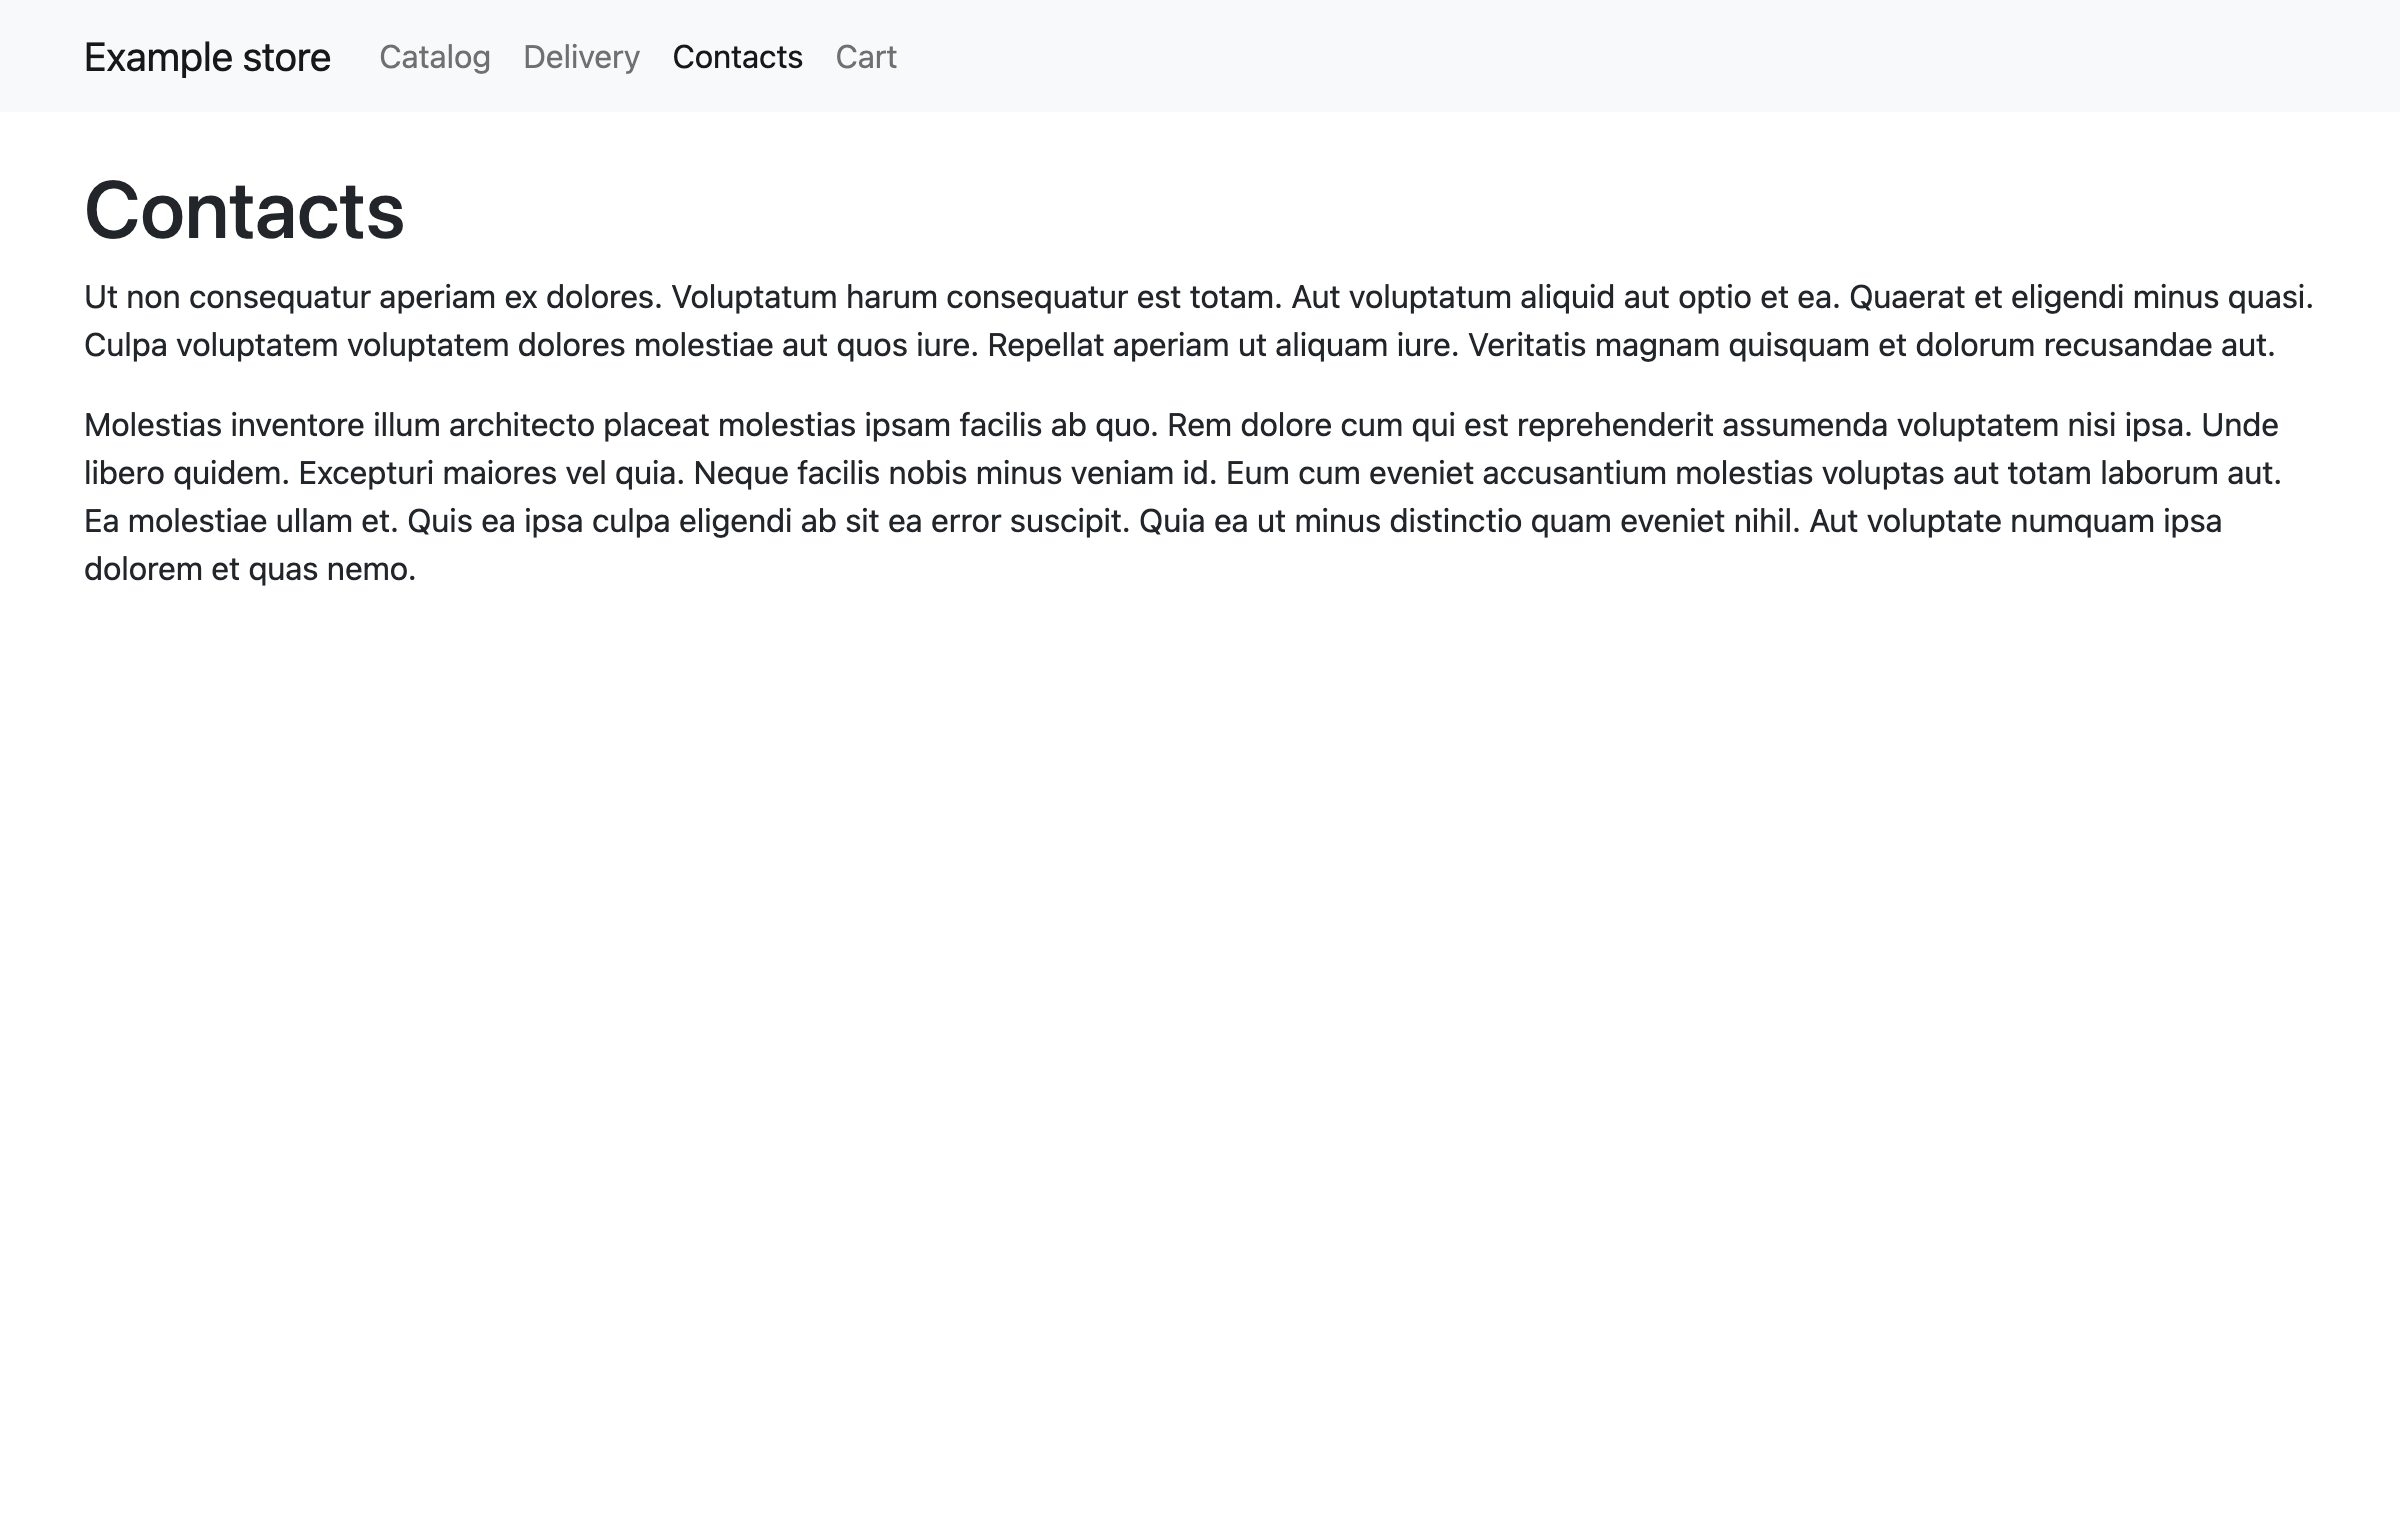 Example store Catalog Delivery Contacts Cart
Contacts
Ut non consequatur aperiam ex dolores. Voluptatum harum consequatur est totam. Aut voluptatum aliquid aut optio et ea. Quaerat et eligendi minus quasi.
Culpa voluptatem voluptatem dolores molestiae aut quos iure. Repellat aperiam ut aliquam iure. Veritatis magnam quisquam et dolorum recusandae aut.
Molestias inventore illum architecto placeat molestias ipsam facilis ab quo. Rem dolore cum qui est reprehenderit assumenda voluptatem nisi ipsa. Unde
libero quidem. Excepturi maiores vel quia. Neque facilis nobis minus veniam id. Eum cum eveniet accusantium molestias voluptas aut totam laborum aut.
Ea molestiae ullam et. Quis ea ipsa culpa eligendi ab sit ea error suscipit. Quia ea ut minus distinctio quam eveniet nihil. Aut voluptate numquam ipsa
dolorem et quas nemo.